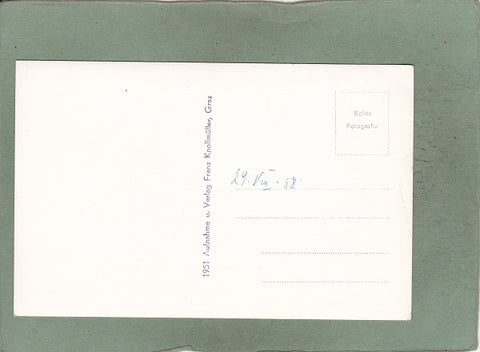 1951 Aufnahme u. Verlag Franz Knollmüller, Graz
Echte
Fotografie
29. VIII. 58.